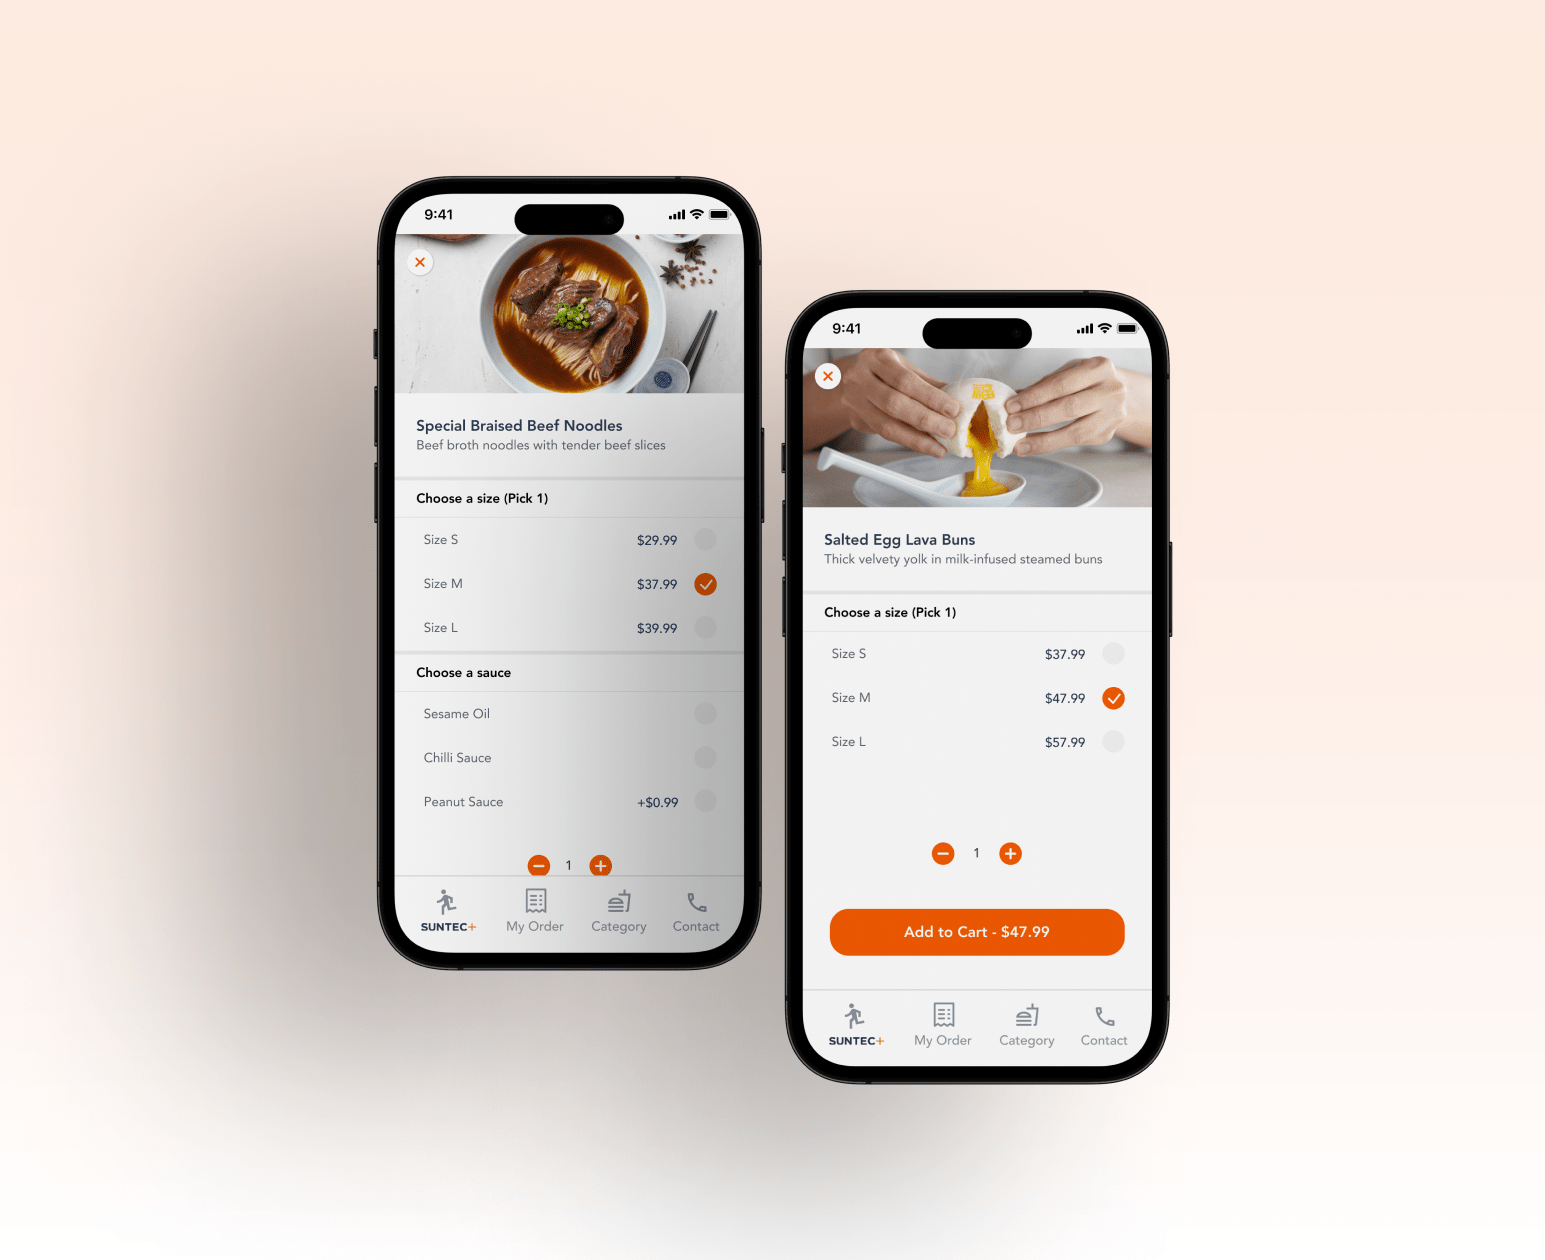 9:41
Special Braised Beef Noodles
Beef broth noodles with tender beef slices
Choose a size (Pick 1)
Size S $29.99
Size M $37.99
Size L $39.99
Choose a sauce
Sesame Oil
Chilli Sauce
Peanut Sauce +$0.99
1
SUNTEC+ My Order Category Contact
9:41
Salted Egg Lava Buns
Thick velvety yolk in milk-infused steamed buns
Choose a size (Pick 1)
Size S $37.99
Size M $47.99
Size L $57.99
1
Add to Cart - $47.99
SUNTEC+ My Order Category Contact